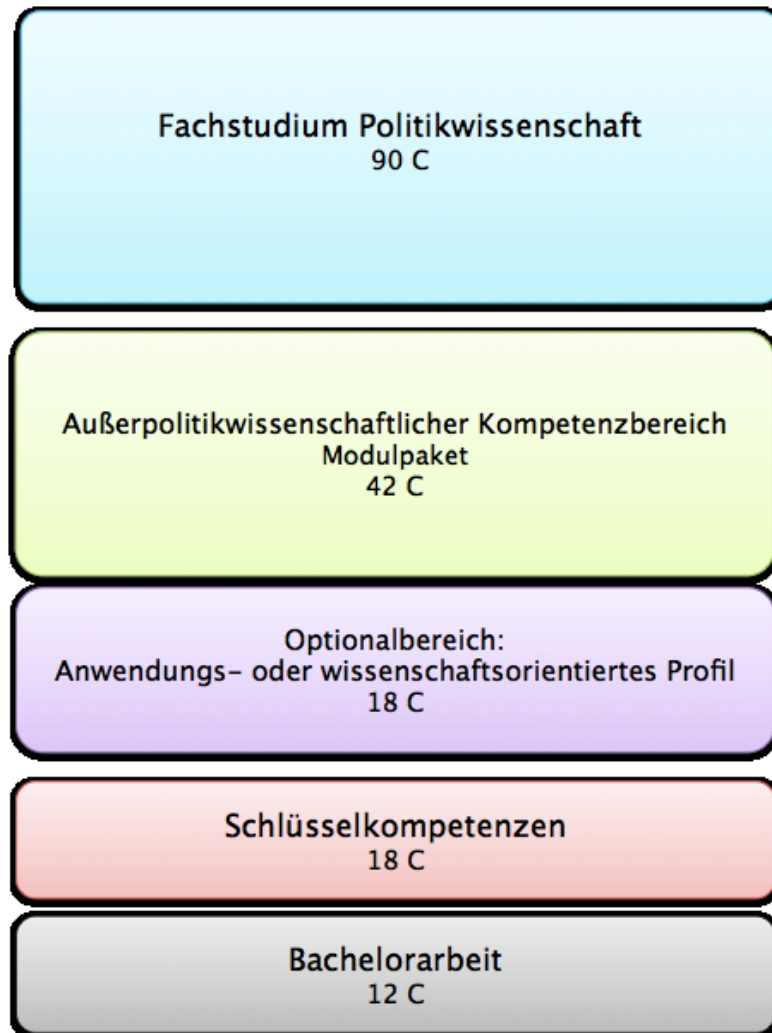 Fachstudium Politikwissenschaft
90 C
Außerpolitikwissenschaftlicher Kompetenzbereich
Modulpaket
42 C
Optionalbereich:
Anwendungs- oder wissenschaftsorientiertes Profil
18 C
Schlüsselkompetenzen
18 C
Bachelorarbeit
12 C